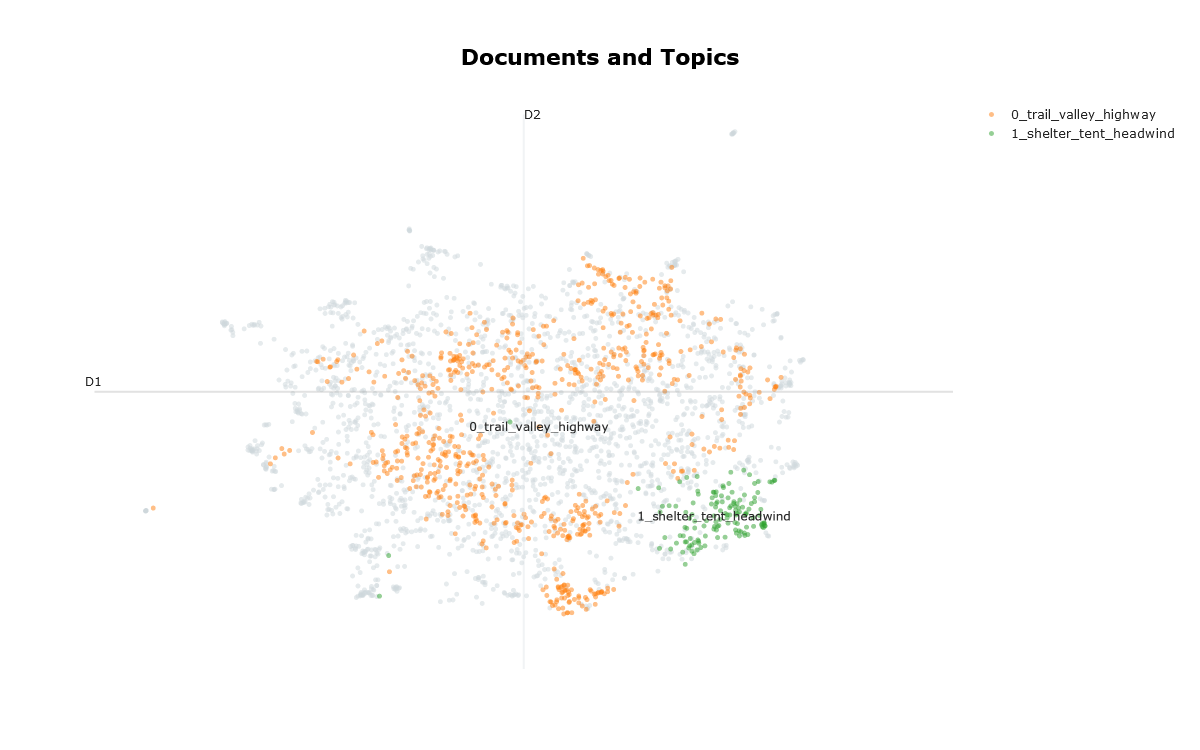 Documents and Topics
D2
0_trail_valley_highway
1_shelter_tent_headwind
D1
0_trail_valley_highway
1_shelter_tent_headwind